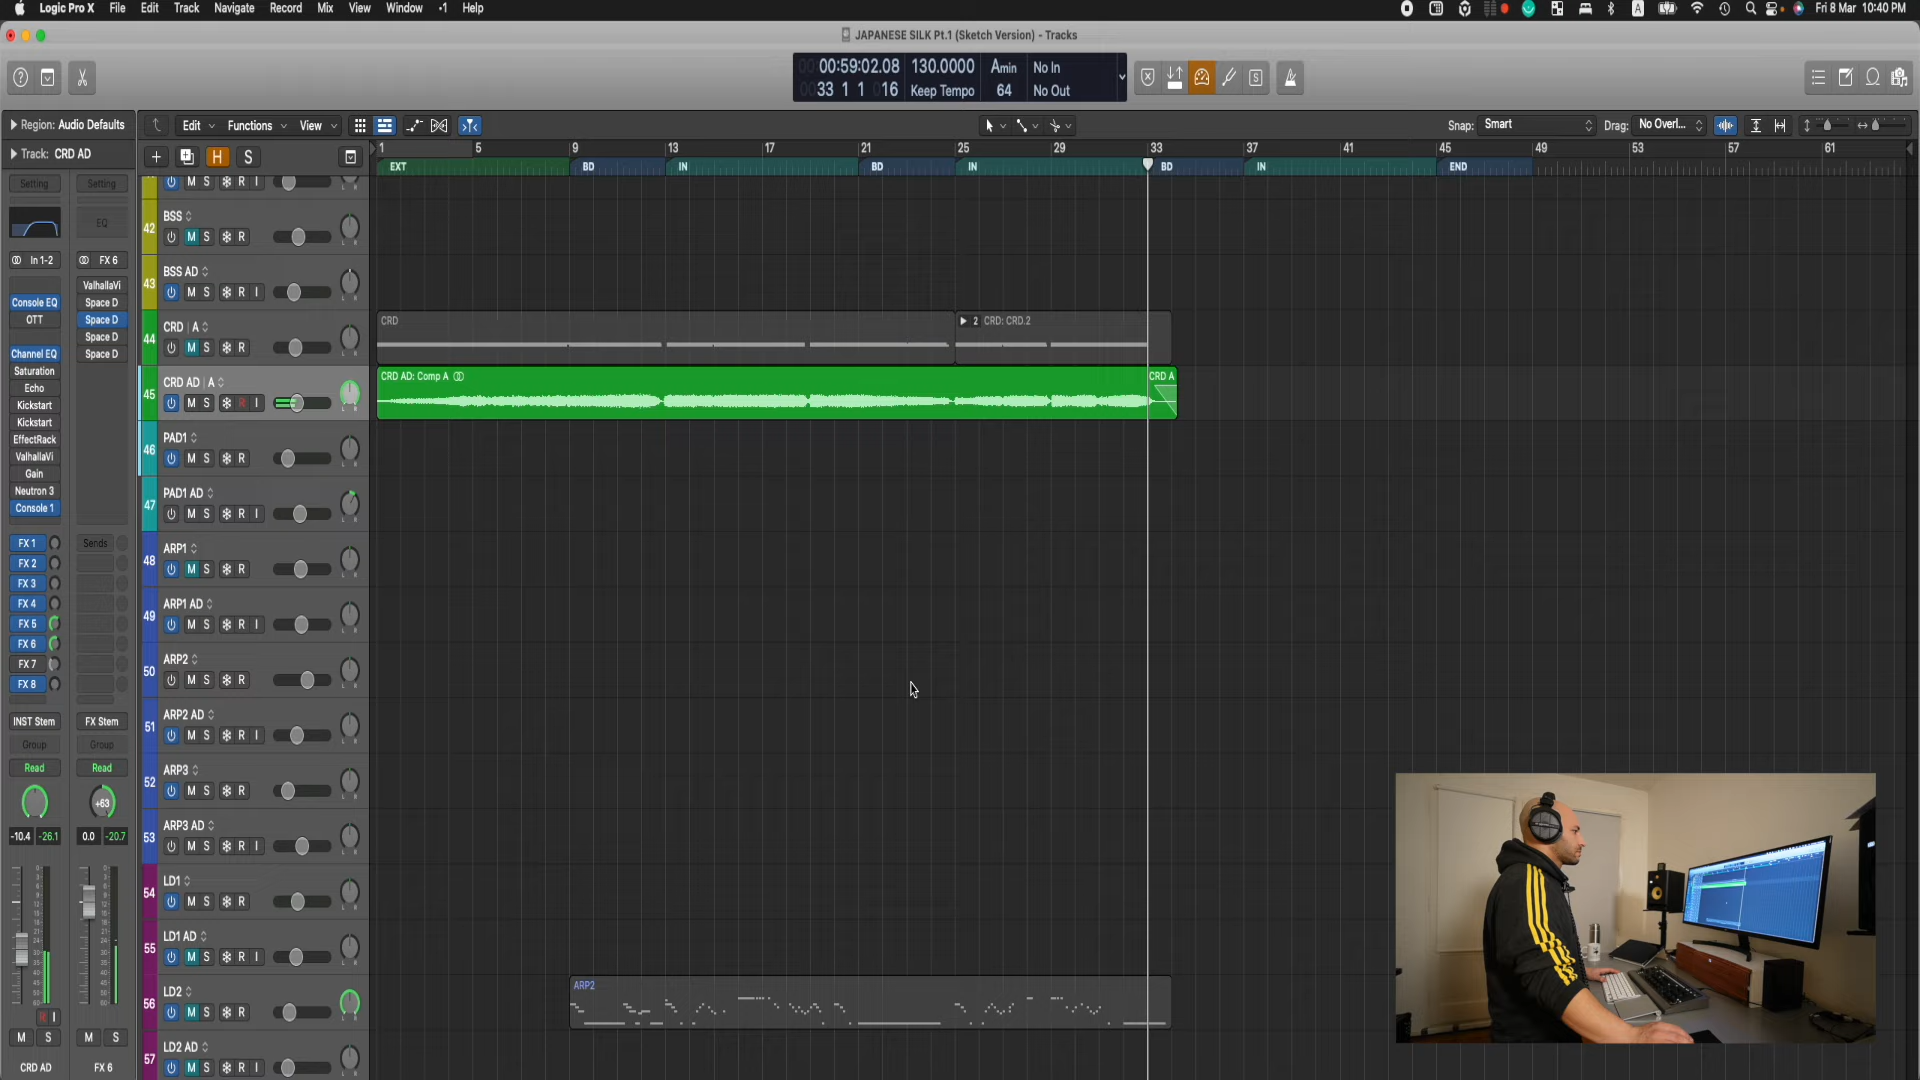 Logic Pro X File Edit Track Navigate Record Mix View Window ·1 Help Fri 8 Mar 10:40 PM
JAPANESE SILK Pt.1 (Sketch Version) - Tracks
00:00:59:02.08 130.0000 Amin No In
0033 1 1 016 Keep Tempo 64 No Out
Region: Audio Defaults
Edit Functions View
Snap: Smart Drag: No Overl...
Track: CRD AD
H S
1 5 9 13 17 21 25 29 33 37 41 45 49 53 57 61
EXT BD IN BD IN BD IN END
Setting Setting
EQ
In 1-2 FX 6
Console EQ
OTT
Channel EQ
Saturation
Echo
Kickstart
Kickstart
EffectRack
ValhallaVi
Gain
Neutron 3
Console 1
ValhallaVi
Space D
Space D
Space D
Space D
FX 1
FX 2
FX 3
FX 4
FX 5
FX 6
FX 7
FX 8
Sends
INST Stem FX Stem
Group Group
Read Read
+63
-10.4 -26.1 0.0 -20.7
R I
M S M S
CRD AD FX 6
M S R I
42 BSS
M S R
43 BSS AD
M S R I
44 CRD | A
M S R
CRD
2 CRD: CRD.2
45 CRD AD | A
M S R I
CRD AD: Comp A
CRD A
46 PAD1
M S R
47 PAD1 AD
M S R I
48 ARP1
M S R
49 ARP1 AD
M S R I
50 ARP2
M S R
51 ARP2 AD
M S R I
52 ARP3
M S R
53 ARP3 AD
M S R I
54 LD1
M S R
55 LD1 AD
M S R I
56 LD2
M S R
ARP2
57 LD2 AD
M S R I